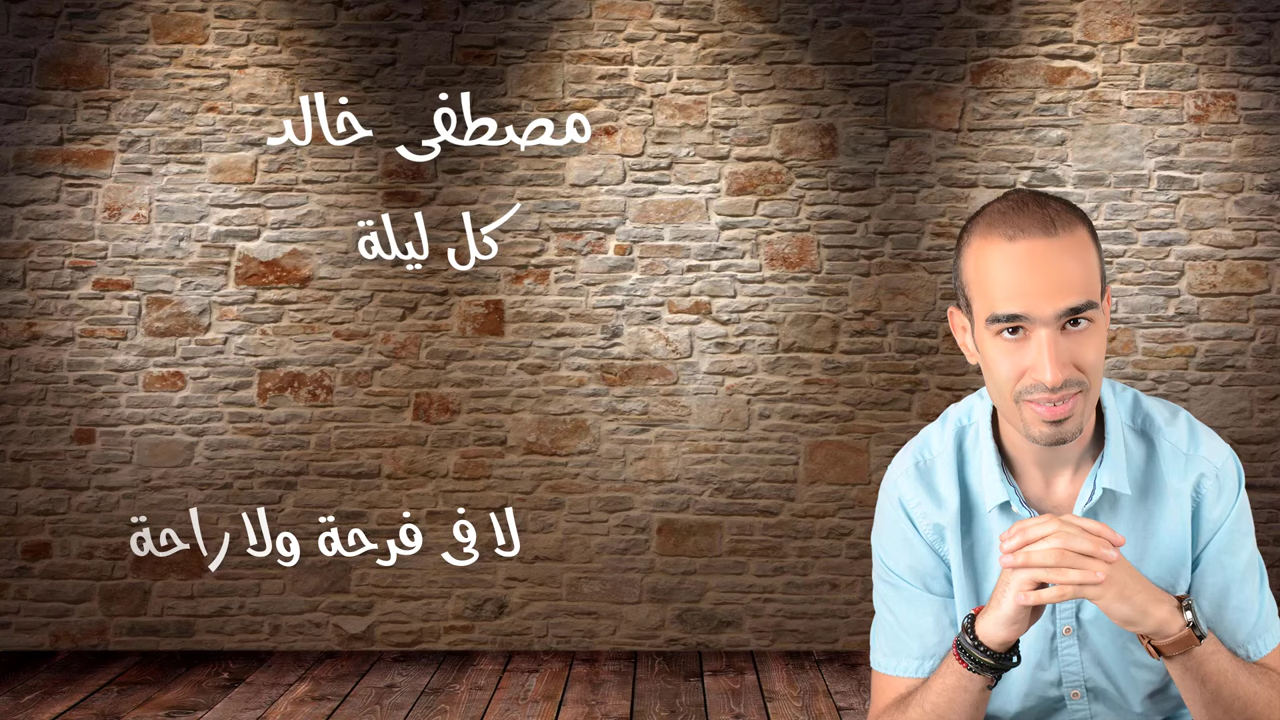 مصطفى خالد
كل ليلة
لا فى فرحة ولا راحة